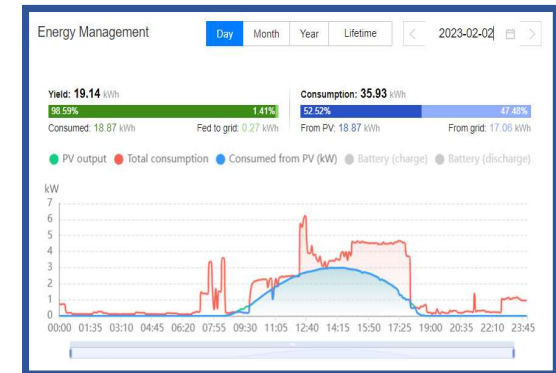 Energy Management Day Month Year Lifetime < 2023-02-02 >
Yield: 19.14 kWh Consumption: 35.93 kWh
98.59% 1.41% 52.52% 47.48%
Consumed: 18.87 kWh Fed to grid: 0.27 kWh From PV: 18.87 kWh From grid: 17.06 kWh
PV output Total consumption Consumed from PV (kW) Battery (charge) Battery (discharge)
kW
7
6
5
4
3
2
1
0
00:00 01:35 03:10 04:45 06:20 07:55 09:30 11:05 12:40 14:15 15:50 17:25 19:00 20:35 22:10 23:45